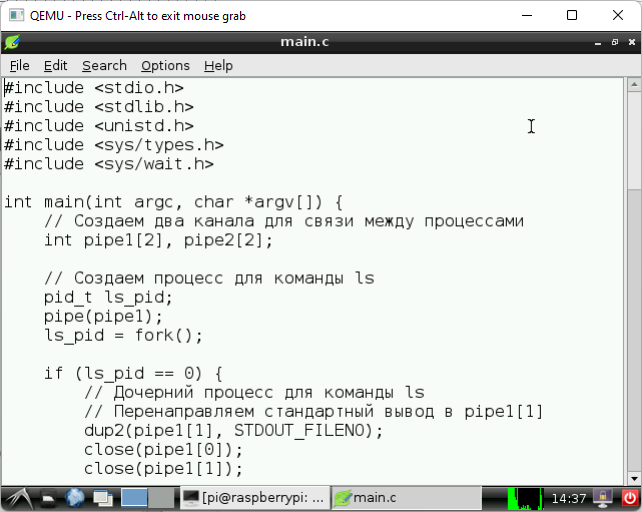 QEMU - Press Ctrl-Alt to exit mouse grab
main.c
File Edit Search Options Help
#include <stdio.h>
#include <stdlib.h>
#include <unistd.h>
#include <sys/types.h>
#include <sys/wait.h>
int main(int argc, char *argv[]) {
// Создаем два канала для связи между процессами
int pipe1[2], pipe2[2];
// Создаем процесс для команды ls
pid_t ls_pid;
pipe(pipe1);
ls_pid = fork();
if (ls_pid == 0) {
// Дочерний процесс для команды ls
// Перенаправляем стандартный вывод в pipe1[1]
dup2(pipe1[1], STDOUT_FILENO);
close(pipe1[0]);
close(pipe1[1]);
[pi@raspberrypi: ... main.c 14:37